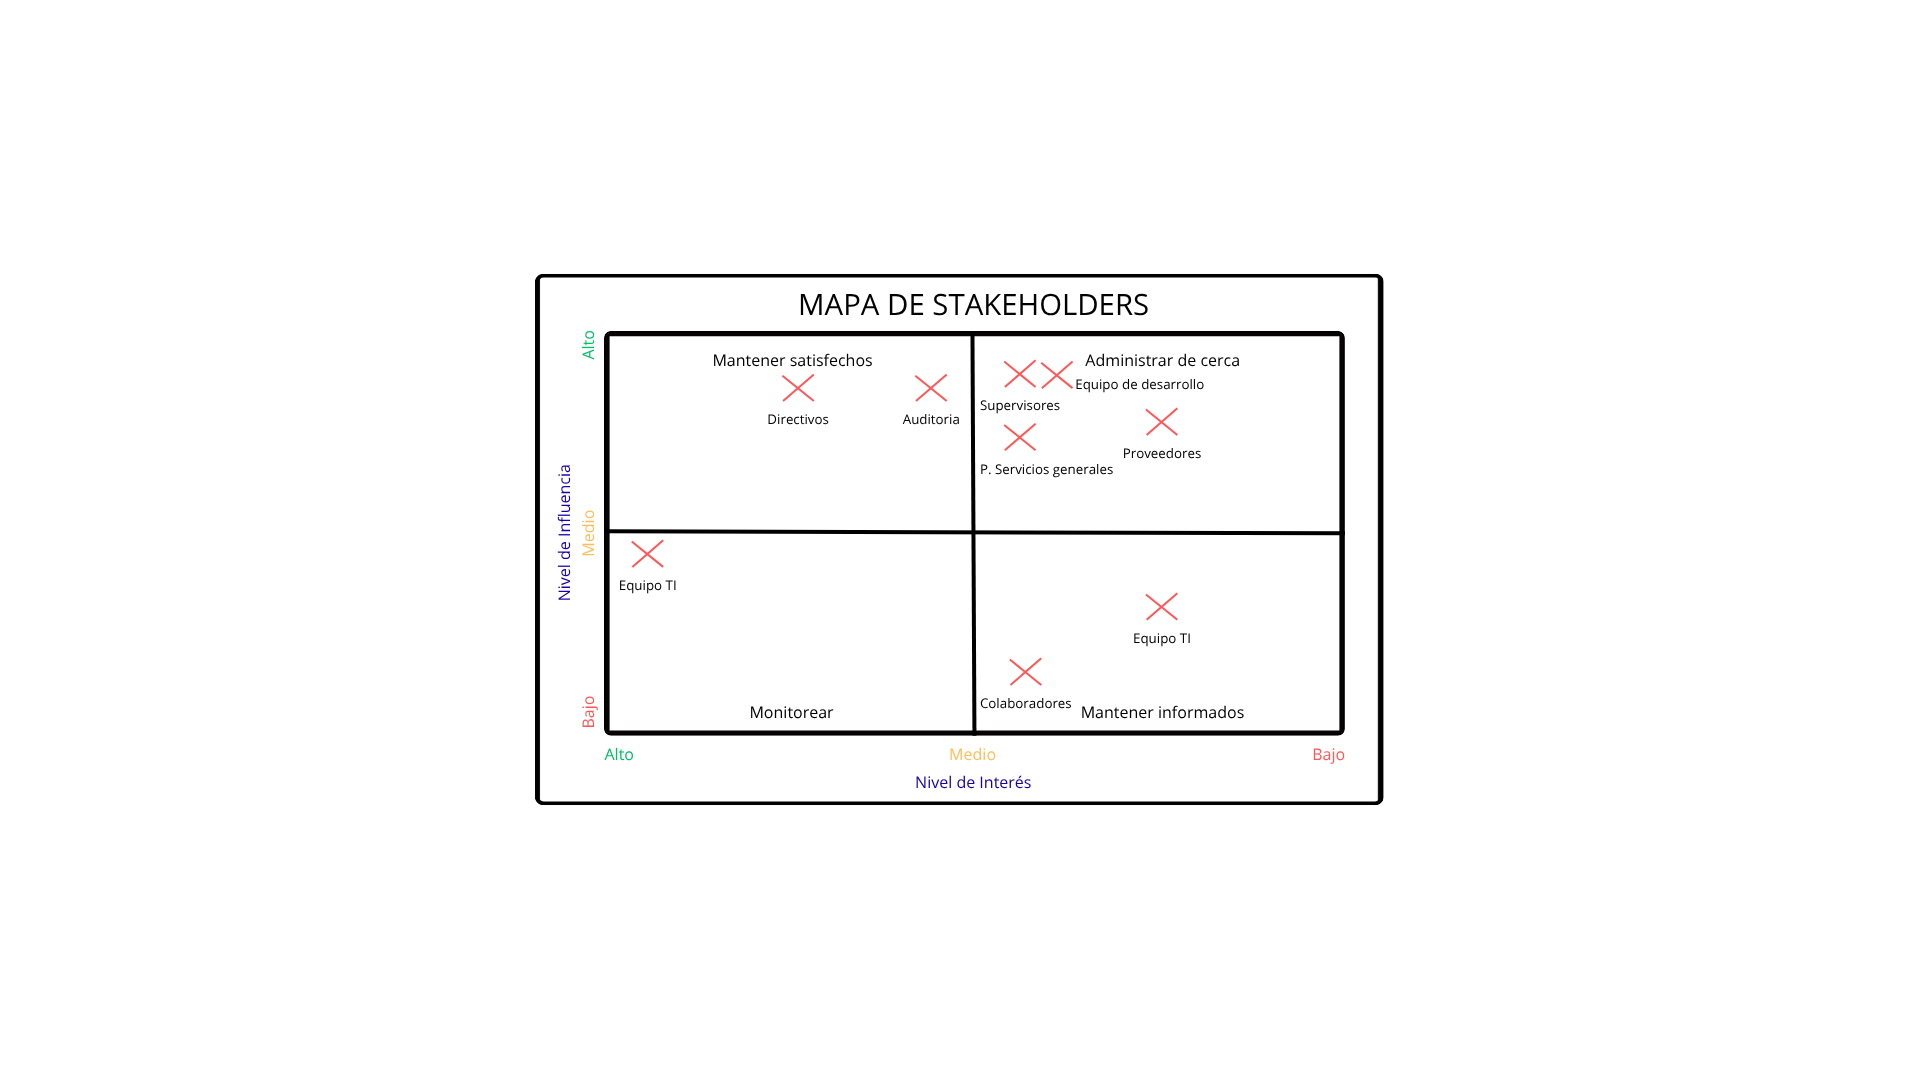 MAPA DE STAKEHOLDERS
Alto
Mantener satisfechos
Administrar de cerca
Equipo de desarrollo
Supervisores
Directivos
Auditoria
Proveedores
P. Servicios generales
Nivel de Influencia
Medio
Equipo TI
Equipo TI
Colaboradores
Bajo
Monitorear
Mantener informados
Alto
Medio
Bajo
Nivel de Interés